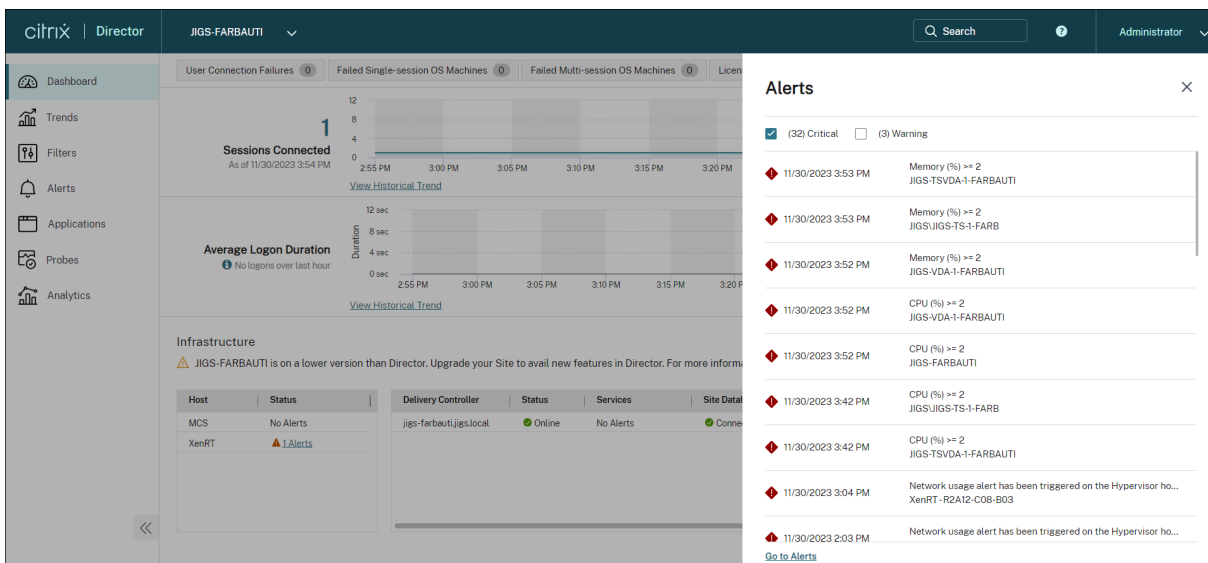 citrix | Director
JIGS-FARBAUTI
Search
Administrator
Dashboard
Trends
Filters
Alerts
Applications
Probes
Analytics
User Connection Failures 0
Failed Single-session OS Machines 0
Failed Multi-session OS Machines 0
Licen
1
Sessions Connected
As of 11/30/2023 3:54 PM
12
8
4
0
2:55 PM 3:00 PM 3:05 PM 3:10 PM 3:15 PM 3:20 PM
View Historical Trend
Average Logon Duration
No logons over last hour
Duration
12 sec
8 sec
4 sec
0 sec
2:55 PM 3:00 PM 3:05 PM 3:10 PM 3:15 PM 3:20 P
View Historical Trend
Infrastructure
JIGS-FARBAUTI is on a lower version than Director. Upgrade your Site to avail new features in Director. For more informa
Host Status
MCS No Alerts
XenRT 1 Alerts
Delivery Controller Status Services Site Datal
jigs-farbauti.jigs.local Online No Alerts Conne
Alerts
(32) Critical (3) Warning
11/30/2023 3:53 PM
Memory (%) >= 2
JIGS-TSVDA-1-FARBAUTI
11/30/2023 3:53 PM
Memory (%) >= 2
JIGS\JIGS-TS-1-FARB
11/30/2023 3:52 PM
Memory (%) >= 2
JIGS-VDA-1-FARBAUTI
11/30/2023 3:52 PM
CPU (%) >= 2
JIGS-VDA-1-FARBAUTI
11/30/2023 3:52 PM
CPU (%) >= 2
JIGS-FARBAUTI
11/30/2023 3:42 PM
CPU (%) >= 2
JIGS\JIGS-TS-1-FARB
11/30/2023 3:42 PM
CPU (%) >= 2
JIGS-TSVDA-1-FARBAUTI
11/30/2023 3:04 PM
Network usage alert has been triggered on the Hypervisor ho...
XenRT - R2A12-C08-B03
11/30/2023 2:03 PM
Network usage alert has been triggered on the Hypervisor ho...
Go to Alerts